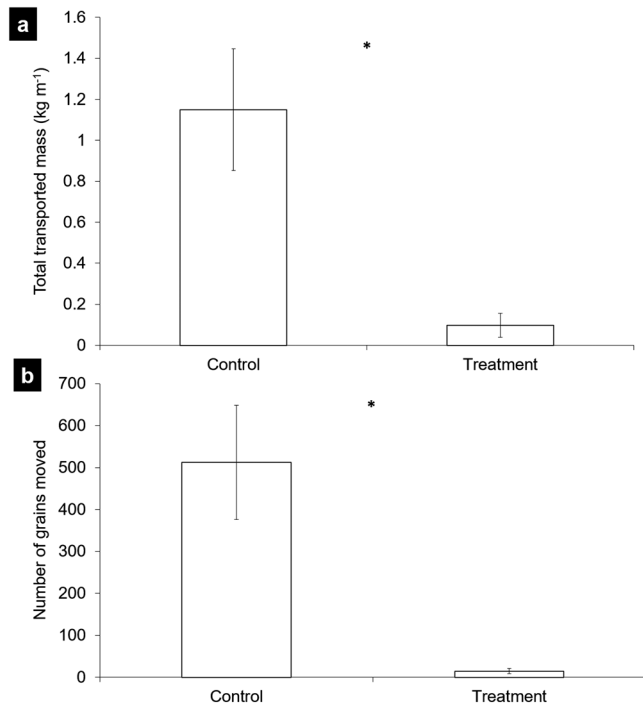 a
Total transported mass (kg m⁻¹)
1.6
1.4
1.2
1
0.8
0.6
0.4
0.2
0
*
Control
Treatment
b
Number of grains moved
700
600
500
400
300
200
100
0
*
Control
Treatment